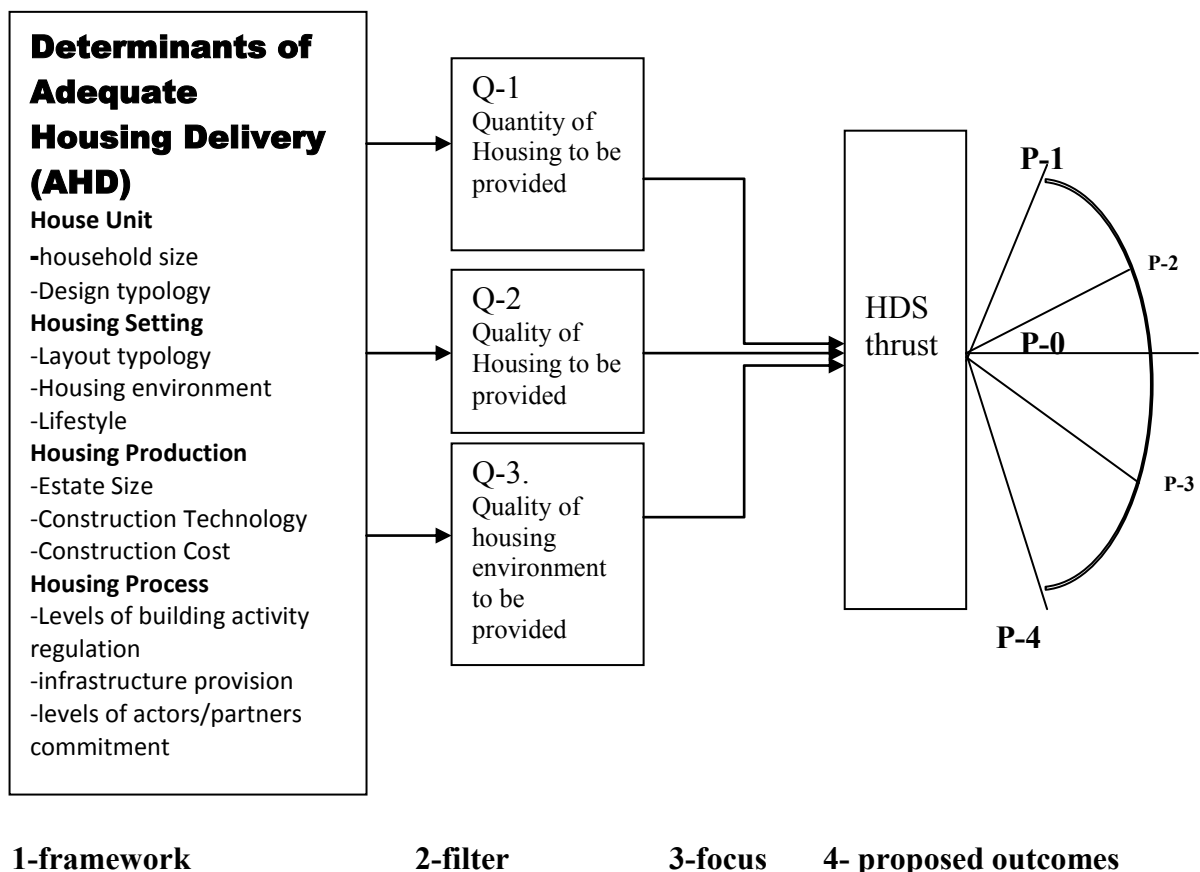 Determinants of
Adequate
Housing Delivery
(AHD)
House Unit
-household size
-Design typology
Housing Setting
-Layout typology
-Housing environment
-Lifestyle
Housing Production
-Estate Size
-Construction Technology
-Construction Cost
Housing Process
-Levels of building activity
regulation
-infrastructure provision
-levels of actors/partners
commitment
Q-1
Quantity of
Housing to be
provided
Q-2
Quality of
Housing to be
provided
Q-3.
Quality of
housing
environment
to be
provided
HDS
thrust
P-1
P-2
P-0
P-3
P-4
1-framework
2-filter
3-focus
4- proposed outcomes